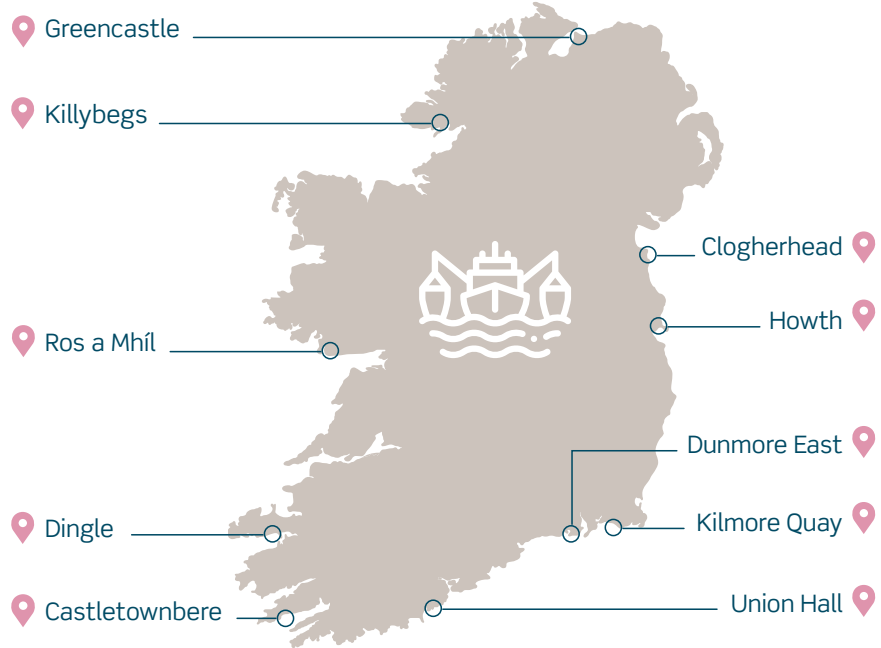 Greencastle
Killybegs
Ros a Mhíl
Dingle
Castletownbere
Clogherhead
Howth
Dunmore East
Kilmore Quay
Union Hall